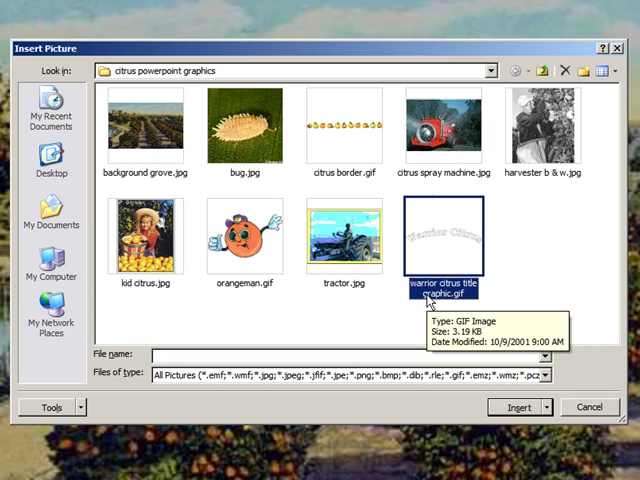 Insert Picture
Look in:
citrus powerpoint graphics
My Recent
Documents
Desktop
My Documents
My Computer
My Network
Places
background grove.jpg
bug.jpg
citrus border.gif
citrus spray machine.jpg
harvester b & w.jpg
kid citrus.jpg
orangeman.gif
tractor.jpg
Warrior Citrus
warrior citrus title
graphic.gif
Type: GIF Image
Size: 3.19 KB
Date Modified: 10/9/2001 9:00 AM
File name:
Files of type:
All Pictures (*.emf;*.wmf;*.jpg;*.jpeg;*.jfif;*.jpe;*.png;*.bmp;*.dib;*.rle;*.gif;*.emz;*.wmz;*.pcz
Tools
Insert
Cancel